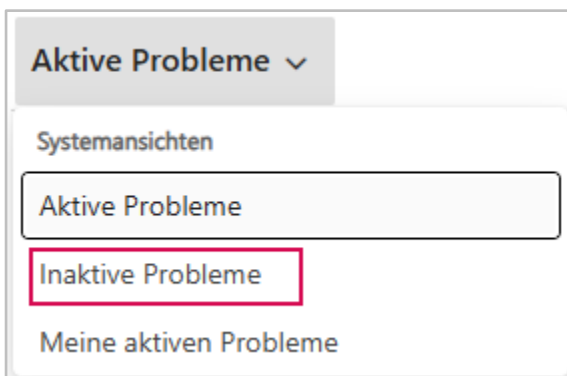 Aktive Probleme
Systemansichten
Aktive Probleme
Inaktive Probleme
Meine aktiven Probleme